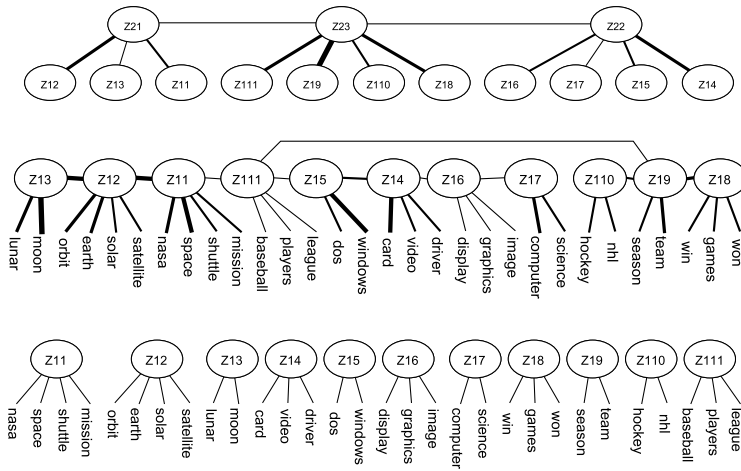 Z21 Z23 Z22
Z12 Z13 Z11 Z111 Z19 Z110 Z18 Z16 Z17 Z15 Z14
Z13 Z12 Z11 Z111 Z15 Z14 Z16 Z17 Z110 Z19 Z18
lunar moon orbit earth solar satellite nasa space shuttle mission baseball players league dos windows card video driver display graphics image computer science hockey nhl season team win games won
Z11 Z12 Z13 Z14 Z15 Z16 Z17 Z18 Z19 Z110 Z111
nasa space shuttle mission orbit earth solar satellite lunar moon card video driver dos windows display graphics image computer science win games won season team hockey nhl baseball players league